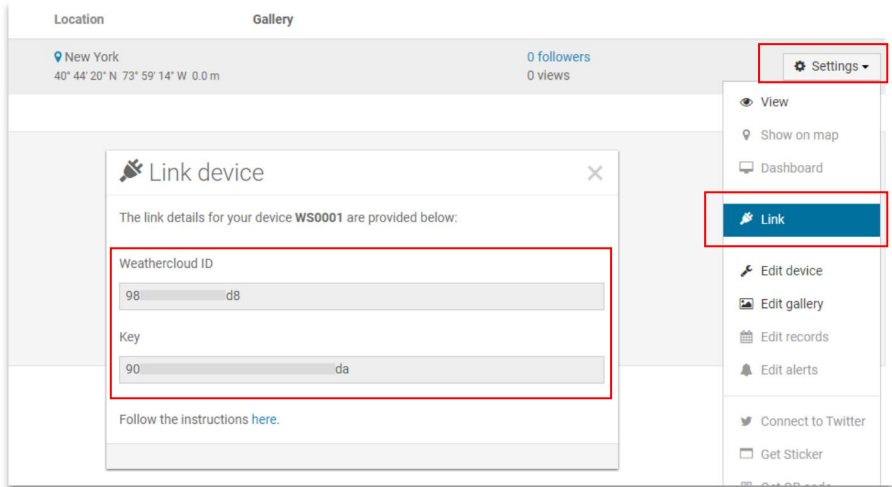 Location Gallery
New York 0 followers Settings
40° 44' 20" N 73° 59' 14" W 0.0 m 0 views
View
Show on map
Dashboard
Link
Edit device
Edit gallery
Edit records
Edit alerts
Connect to Twitter
Get Sticker
Link device
The link details for your device WS0001 are provided below:
Weathercloud ID
98 d8
Key
90 da
Follow the instructions here.